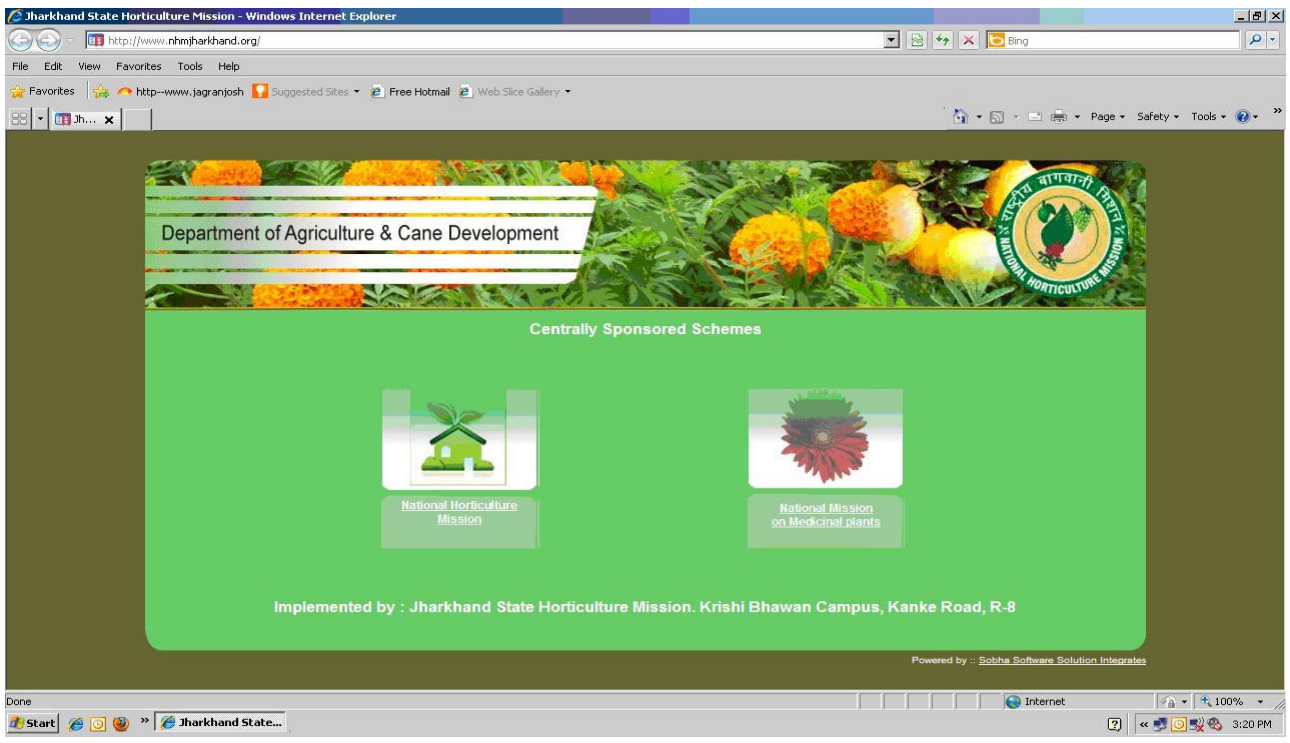 Jharkhand State Horticulture Mission - Windows Internet Explorer
http://www.nhmjharkhand.org/
Bing
File Edit View Favorites Tools Help
Favorites http--www.jagranjosh Suggested Sites Free Hotmail Web Slice Gallery
Jh... Page Safety Tools
Department of Agriculture & Cane Development
राष्ट्रीय बागवानी मिशन
NATIONAL HORTICULTURE MISSION
Centrally Sponsored Schemes
National Horticulture
Mission
National Mission
on Medicinal plants
Implemented by : Jharkhand State Horticulture Mission. Krishi Bhawan Campus, Kanke Road, R-8
Powered by :: Sobha Software Solution Integrates
Done Internet 100%
Start Jharkhand State... 3:20 PM